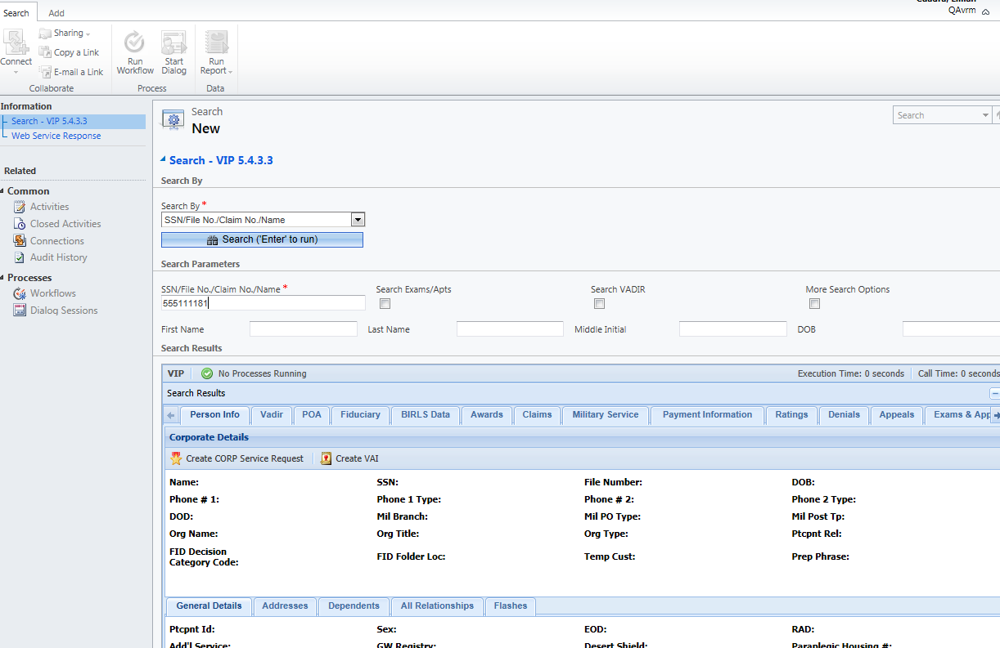 Search Add
QAvrm
Sharing
Copy a Link
E-mail a Link
Connect
Run Workflow
Start Dialog
Run Report
Collaborate Process Data
Information
Search - VIP 5.4.3.3
Web Service Response
Related
Common
Activities
Closed Activities
Connections
Audit History
Processes
Workflows
Dialog Sessions
Search
New
Search
Search - VIP 5.4.3.3
Search By
Search By *
SSN/File No./Claim No./Name
Search ('Enter' to run)
Search Parameters
SSN/File No./Claim No./Name * Search Exams/Apts Search VADIR More Search Options
555111181
First Name Last Name Middle Initial DOB
Search Results
VIP No Processes Running Execution Time: 0 seconds Call Time: 0 seconds
Search Results
Person Info Vadir POA Fiduciary BIRLS Data Awards Claims Military Service Payment Information Ratings Denials Appeals Exams & App
Corporate Details
Create CORP Service Request Create VAI
Name: SSN: File Number: DOB:
Phone # 1: Phone 1 Type: Phone # 2: Phone 2 Type:
DOD: Mil Branch: Mil PO Type: Mil Post Tp:
Org Name: Org Title: Org Type: Ptcpnt Rel:
FID Decision
Category Code: FID Folder Loc: Temp Cust: Prep Phrase:
General Details Addresses Dependents All Relationships Flashes
Ptcpnt Id: Sex: EOD: RAD:
Add'l Service: GW Registry: Desert Shield: Paraplegic Housing #: